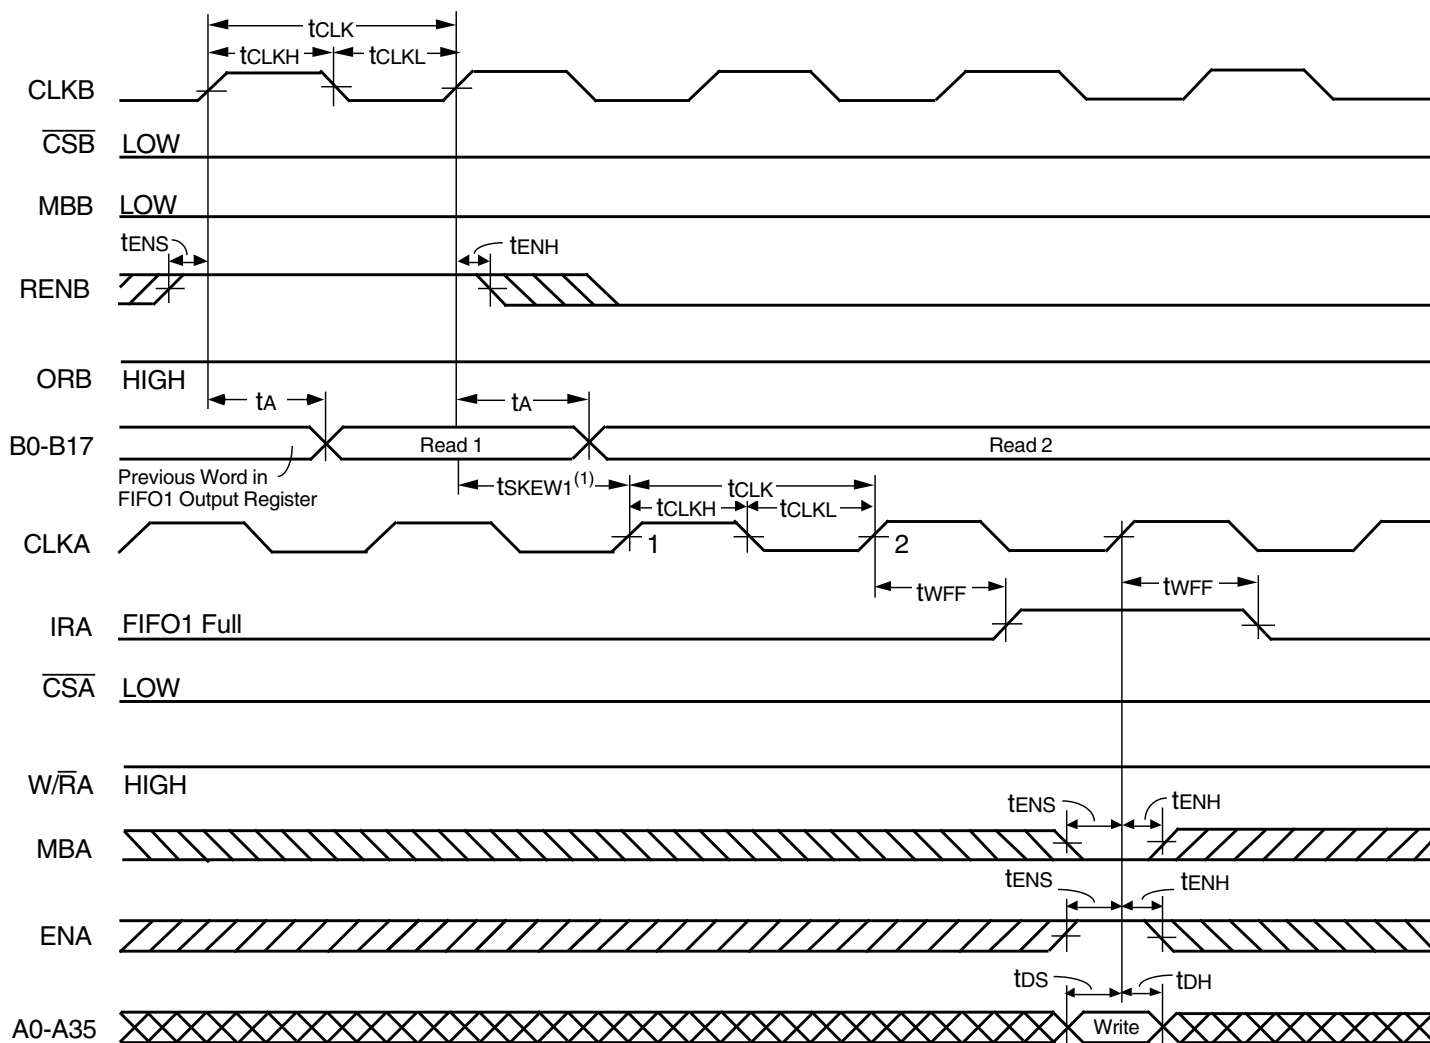 tCLK
tCLKH
tCLKL
CLKB
CSB
LOW
MBB
LOW
tENS
tENH
RENB
ORB
HIGH
tA
tA
B0-B17
Read 1
Read 2
Previous Word in
FIFO1 Output Register
tSKEW1(1)
tCLK
tCLKH
tCLKL
CLKA
1
2
tWFF
tWFF
IRA
FIFO1 Full
CSA
LOW
W/RA
HIGH
tENS
tENH
MBA
tENS
tENH
ENA
tDS
tDH
A0-A35
Write